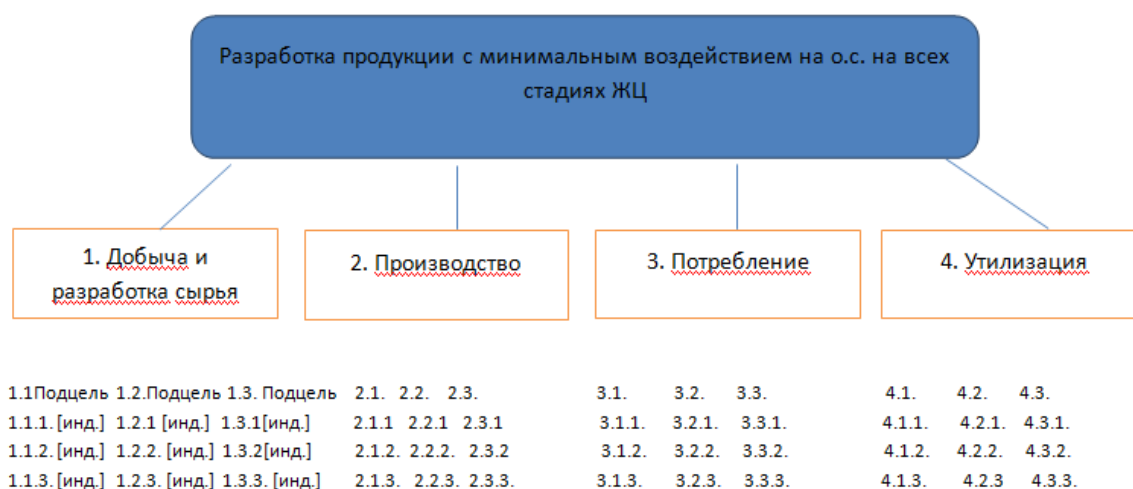 Разработка продукции с минимальным воздействием на о.с. на всех
стадиях ЖЦ
1. Добыча и
разработка сырья
2. Производство
3. Потребление
4. Утилизация
1.1Подцель 1.2.Подцель 1.3. Подцель 2.1. 2.2. 2.3. 3.1. 3.2. 3.3. 4.1. 4.2. 4.3.
1.1.1. [инд.] 1.2.1 [инд.] 1.3.1[инд.] 2.1.1 2.2.1 2.3.1 3.1.1. 3.2.1. 3.3.1. 4.1.1. 4.2.1. 4.3.1.
1.1.2. [инд.] 1.2.2. [инд.] 1.3.2[инд.] 2.1.2. 2.2.2. 2.3.2 3.1.2. 3.2.2. 3.3.2. 4.1.2. 4.2.2. 4.3.2.
1.1.3. [инд.] 1.2.3. [инд.] 1.3.3. [инд.] 2.1.3. 2.2.3. 2.3.3. 3.1.3. 3.2.3. 3.3.3. 4.1.3. 4.2.3 4.3.3.